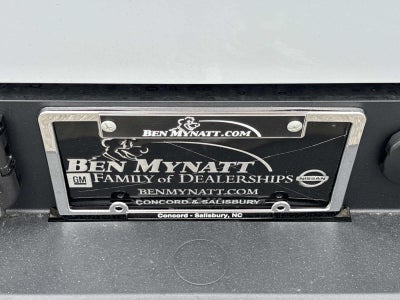 BEN MYNATT.COM
BEN MYNATT
GM FAMILY of DEALERSHIPS NISSAN
BENMYNATT.COM
CONCORD & SALISBURY
Concord - Salisbury, NC